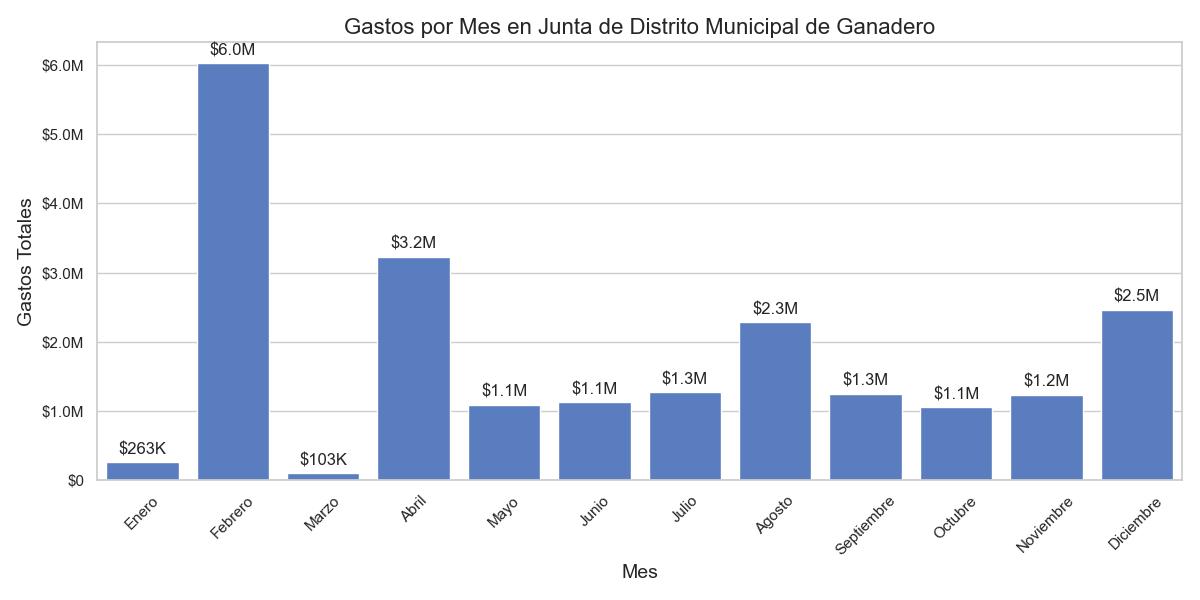 Gastos por Mes en Junta de Distrito Municipal de Ganadero
Gastos Totales
$6.0M
$5.0M
$4.0M
$3.0M
$2.0M
$1.0M
$0
$263K
$6.0M
$103K
$3.2M
$1.1M
$1.1M
$1.3M
$2.3M
$1.3M
$1.1M
$1.2M
$2.5M
Enero
Febrero
Marzo
Abril
Mayo
Junio
Julio
Agosto
Septiembre
Octubre
Noviembre
Diciembre
Mes